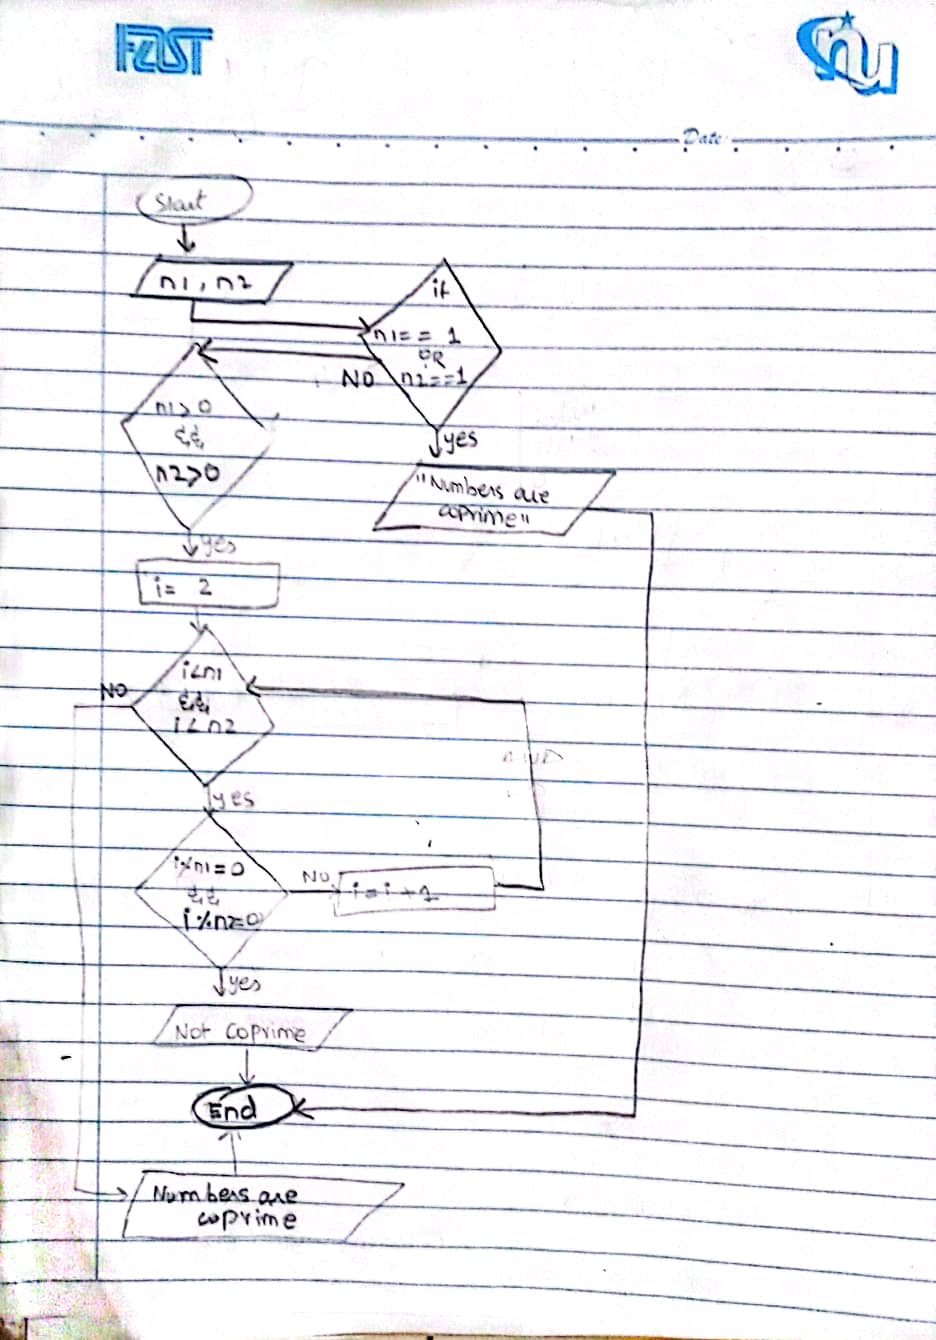 FAST
nu
Date:
Start
n1, n2
if
n1== 1
OR
n2==1
NO
yes
"Numbers are
coprime"
n1>0
&&
n2>0
yes
i= 2
i<n1
&&
i<n2
NO
yes
i%n1=0
&&
i%n2=0
NO
i=i+1
yes
Not coprime
End
Numbers are
coprime